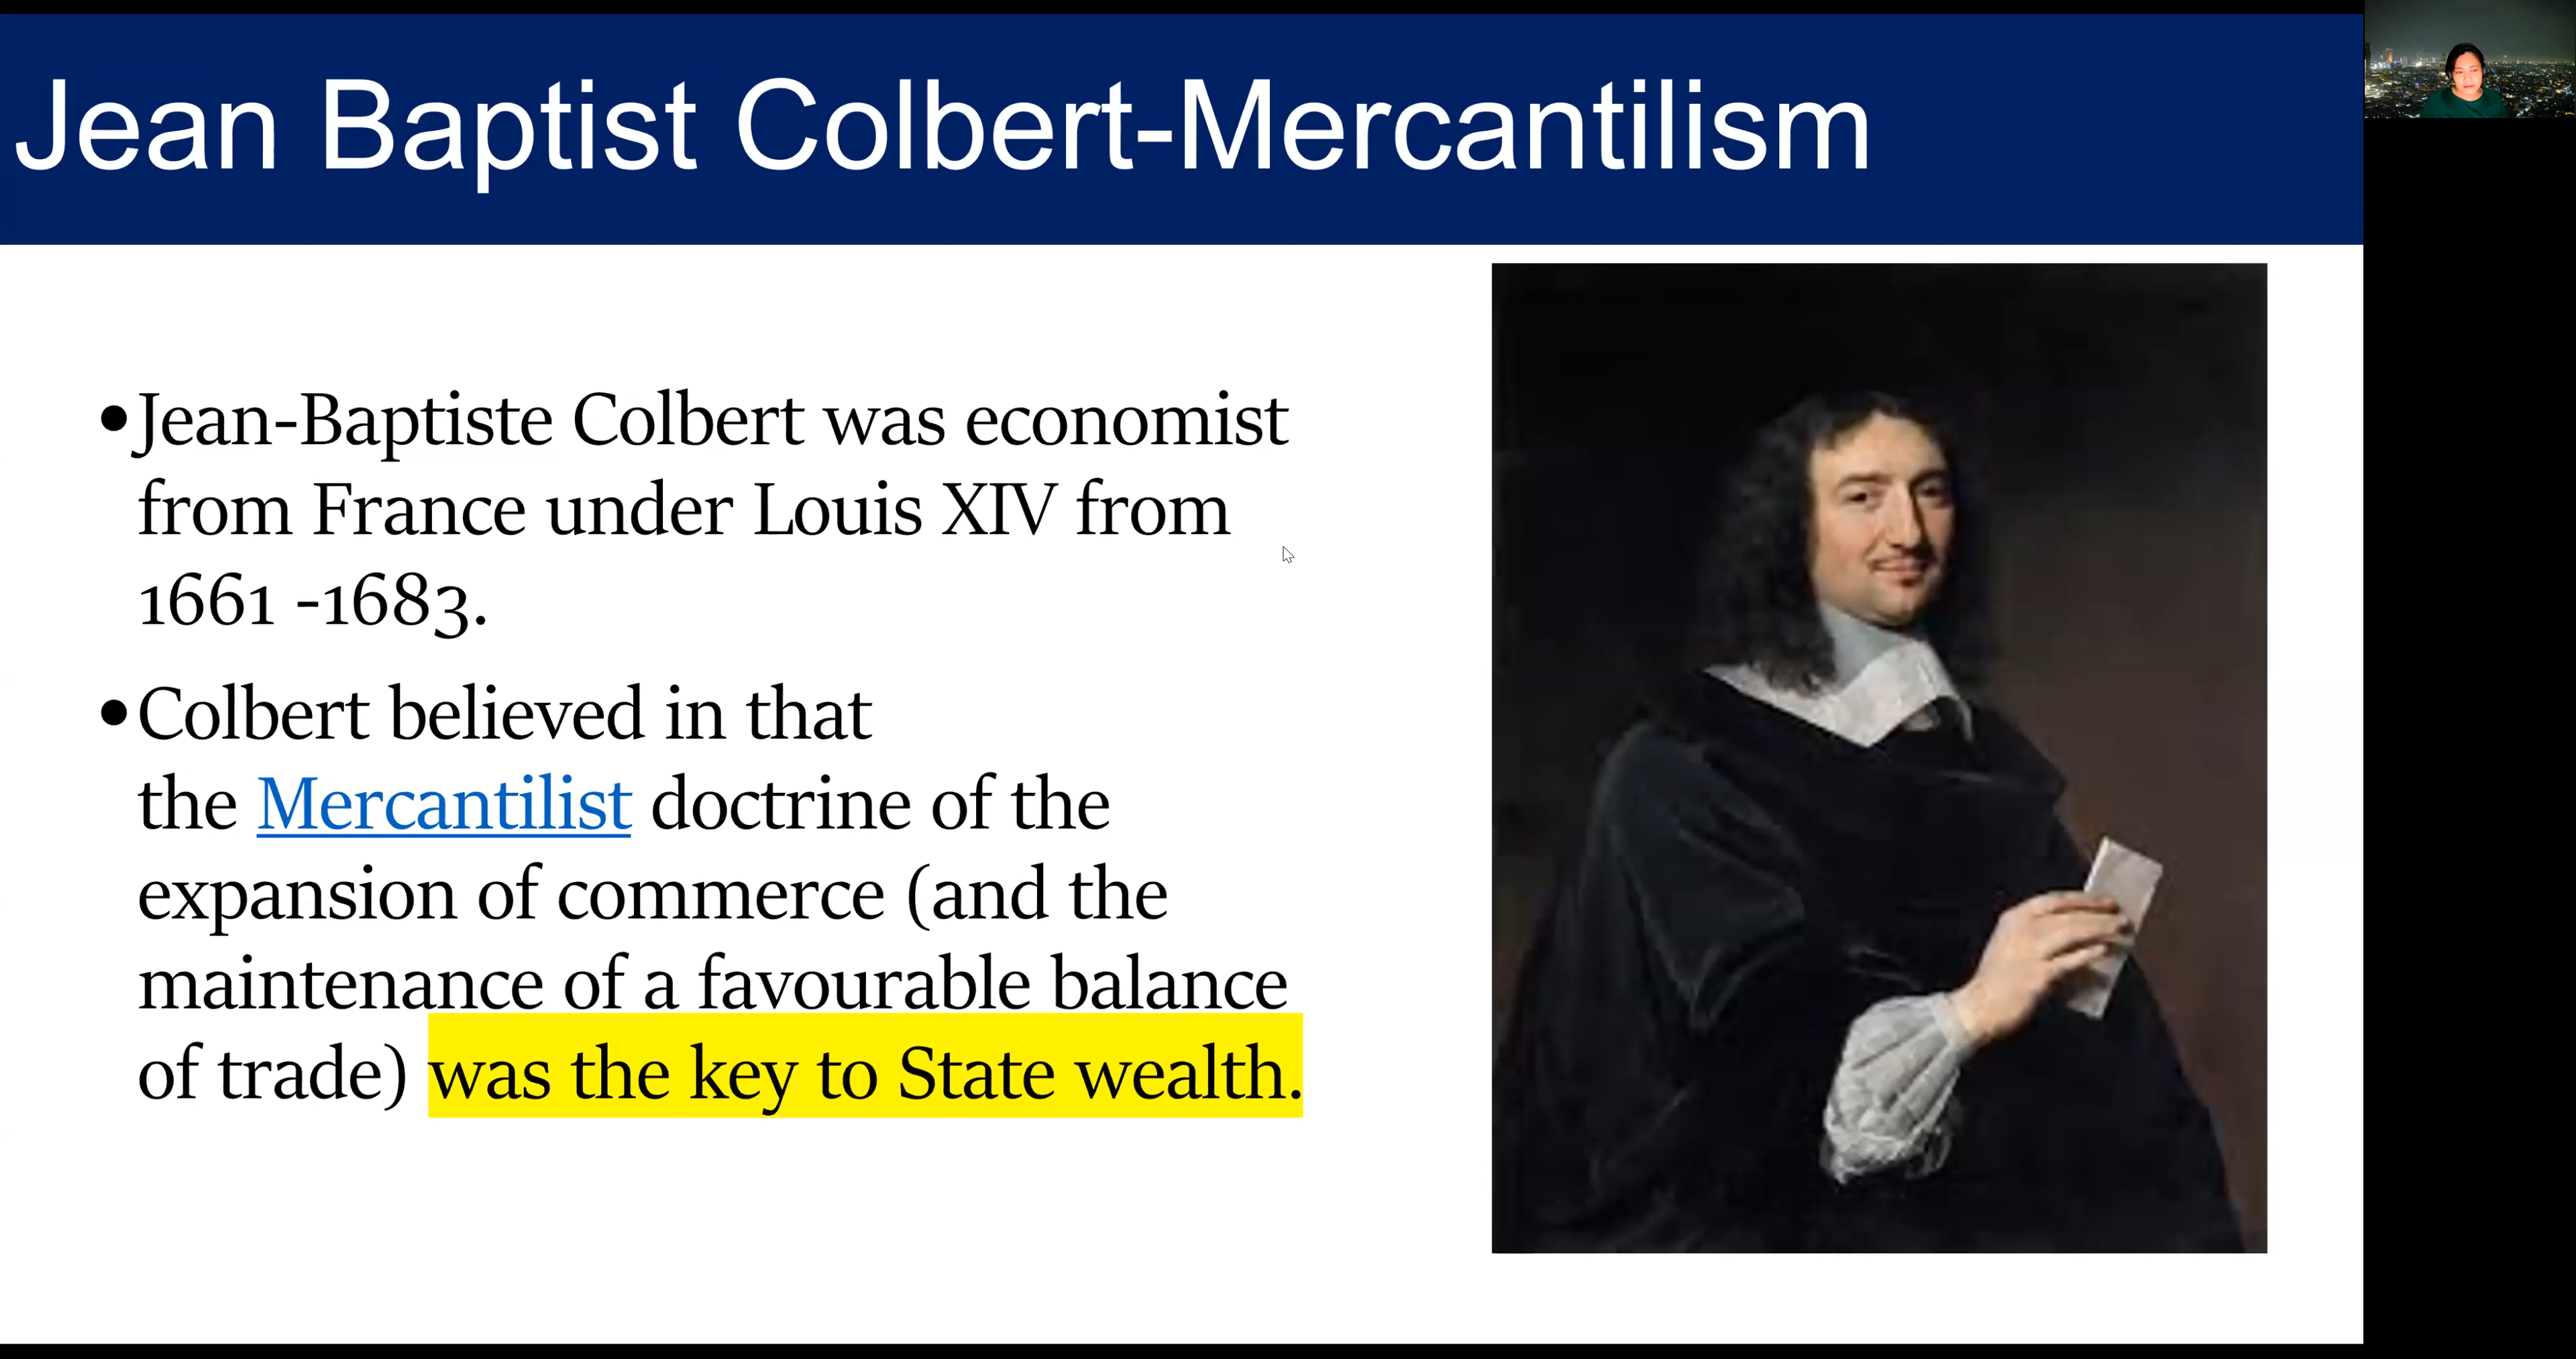 Jean Baptist Colbert-Mercantilism
•Jean-Baptiste Colbert was economist
from France under Louis XIV from
1661 -1683.
•Colbert believed in that
the Mercantilist doctrine of the
expansion of commerce (and the
maintenance of a favourable balance
of trade) was the key to State wealth.